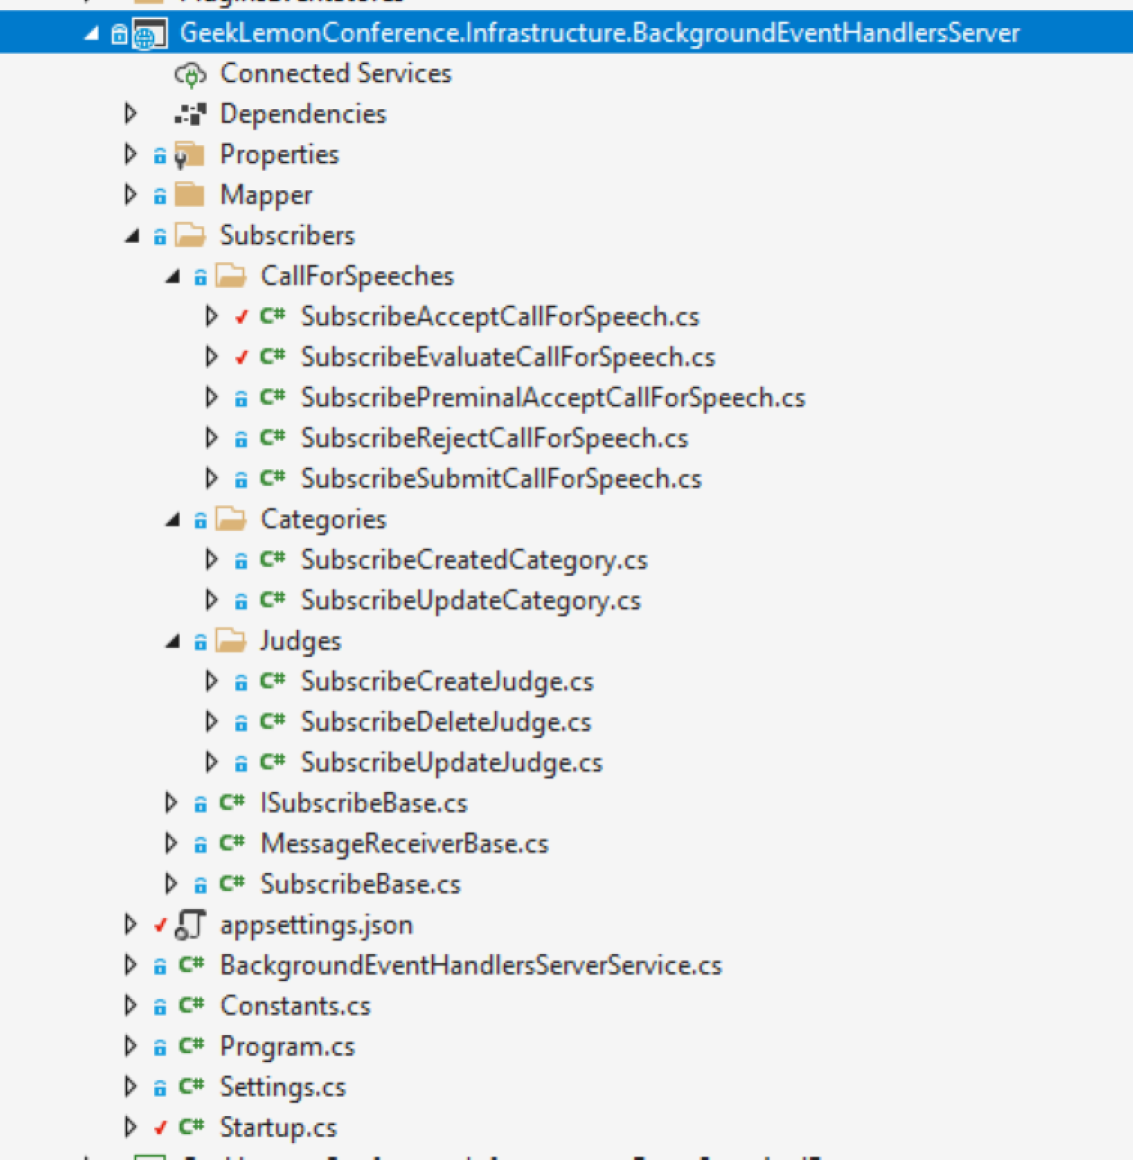 GeekLemonConference.Infrastructure.BackgroundEventHandlersServer
Connected Services
Dependencies
Properties
Mapper
Subscribers
CallForSpeeches
C# SubscribeAcceptCallForSpeech.cs
C# SubscribeEvaluateCallForSpeech.cs
C# SubscribePreminalAcceptCallForSpeech.cs
C# SubscribeRejectCallForSpeech.cs
C# SubscribeSubmitCallForSpeech.cs
Categories
C# SubscribeCreatedCategory.cs
C# SubscribeUpdateCategory.cs
Judges
C# SubscribeCreateJudge.cs
C# SubscribeDeleteJudge.cs
C# SubscribeUpdateJudge.cs
C# ISubscribeBase.cs
C# MessageReceiverBase.cs
C# SubscribeBase.cs
appsettings.json
C# BackgroundEventHandlersServerService.cs
C# Constants.cs
C# Program.cs
C# Settings.cs
C# Startup.cs